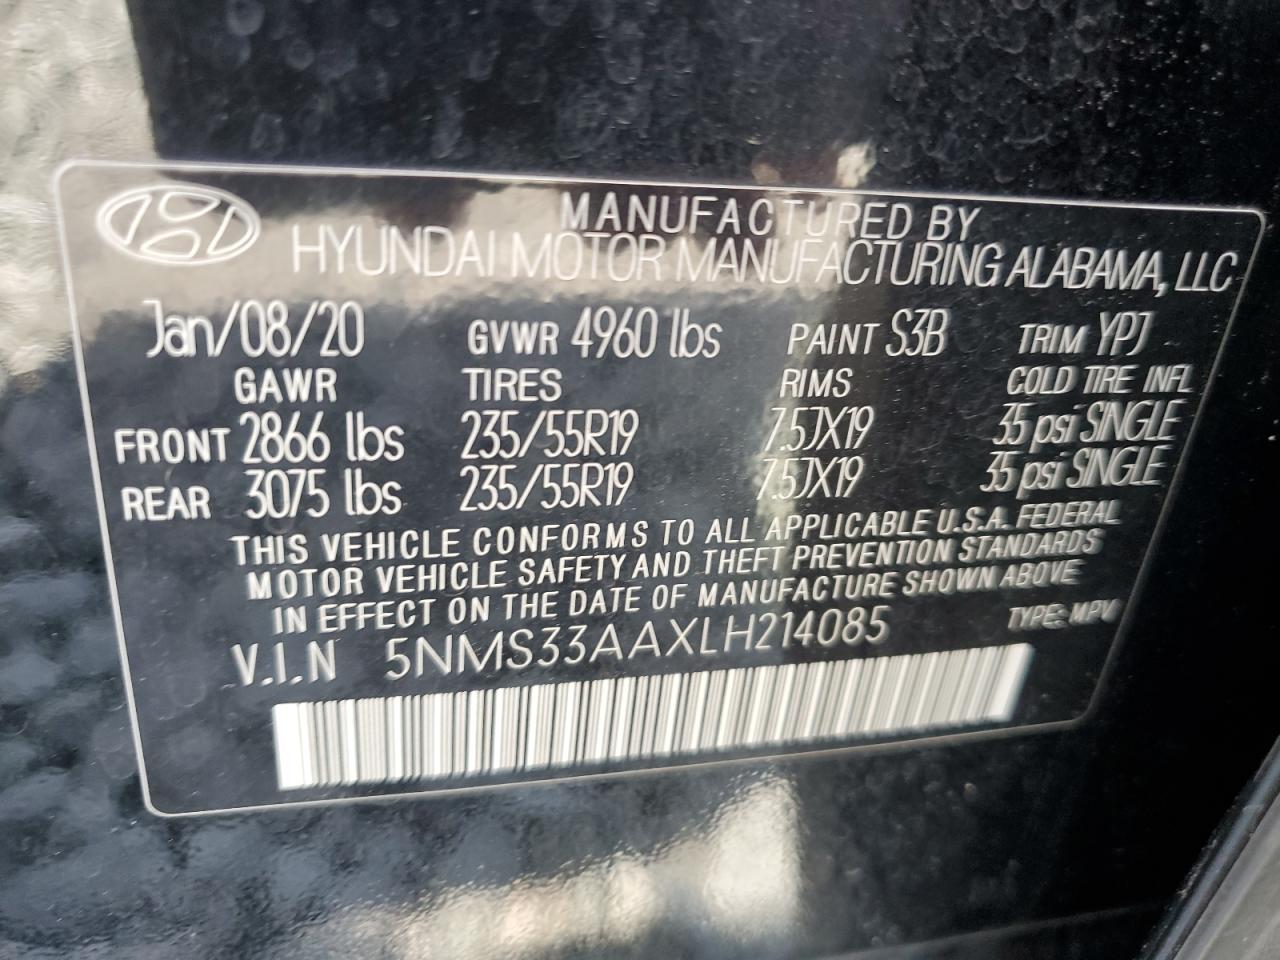 MANUFACTURED BY
HYUNDAI MOTOR MANUFACTURING ALABAMA, LLC
Jan/08/20 GVWR 4960 lbs PAINT S3B TRIM YPJ
GAWR TIRES RIMS COLD TIRE INFL
FRONT 2866 lbs 235/55R19 7.5JX19 35 psi SINGLE
REAR 3075 lbs 235/55R19 7.5JX19 35 psi SINGLE
THIS VEHICLE CONFORMS TO ALL APPLICABLE U.S.A. FEDERAL
MOTOR VEHICLE SAFETY AND THEFT PREVENTION STANDARDS
IN EFFECT ON THE DATE OF MANUFACTURE SHOWN ABOVE
V.I.N 5NMS33AAXLH214085 TYPE: MPV